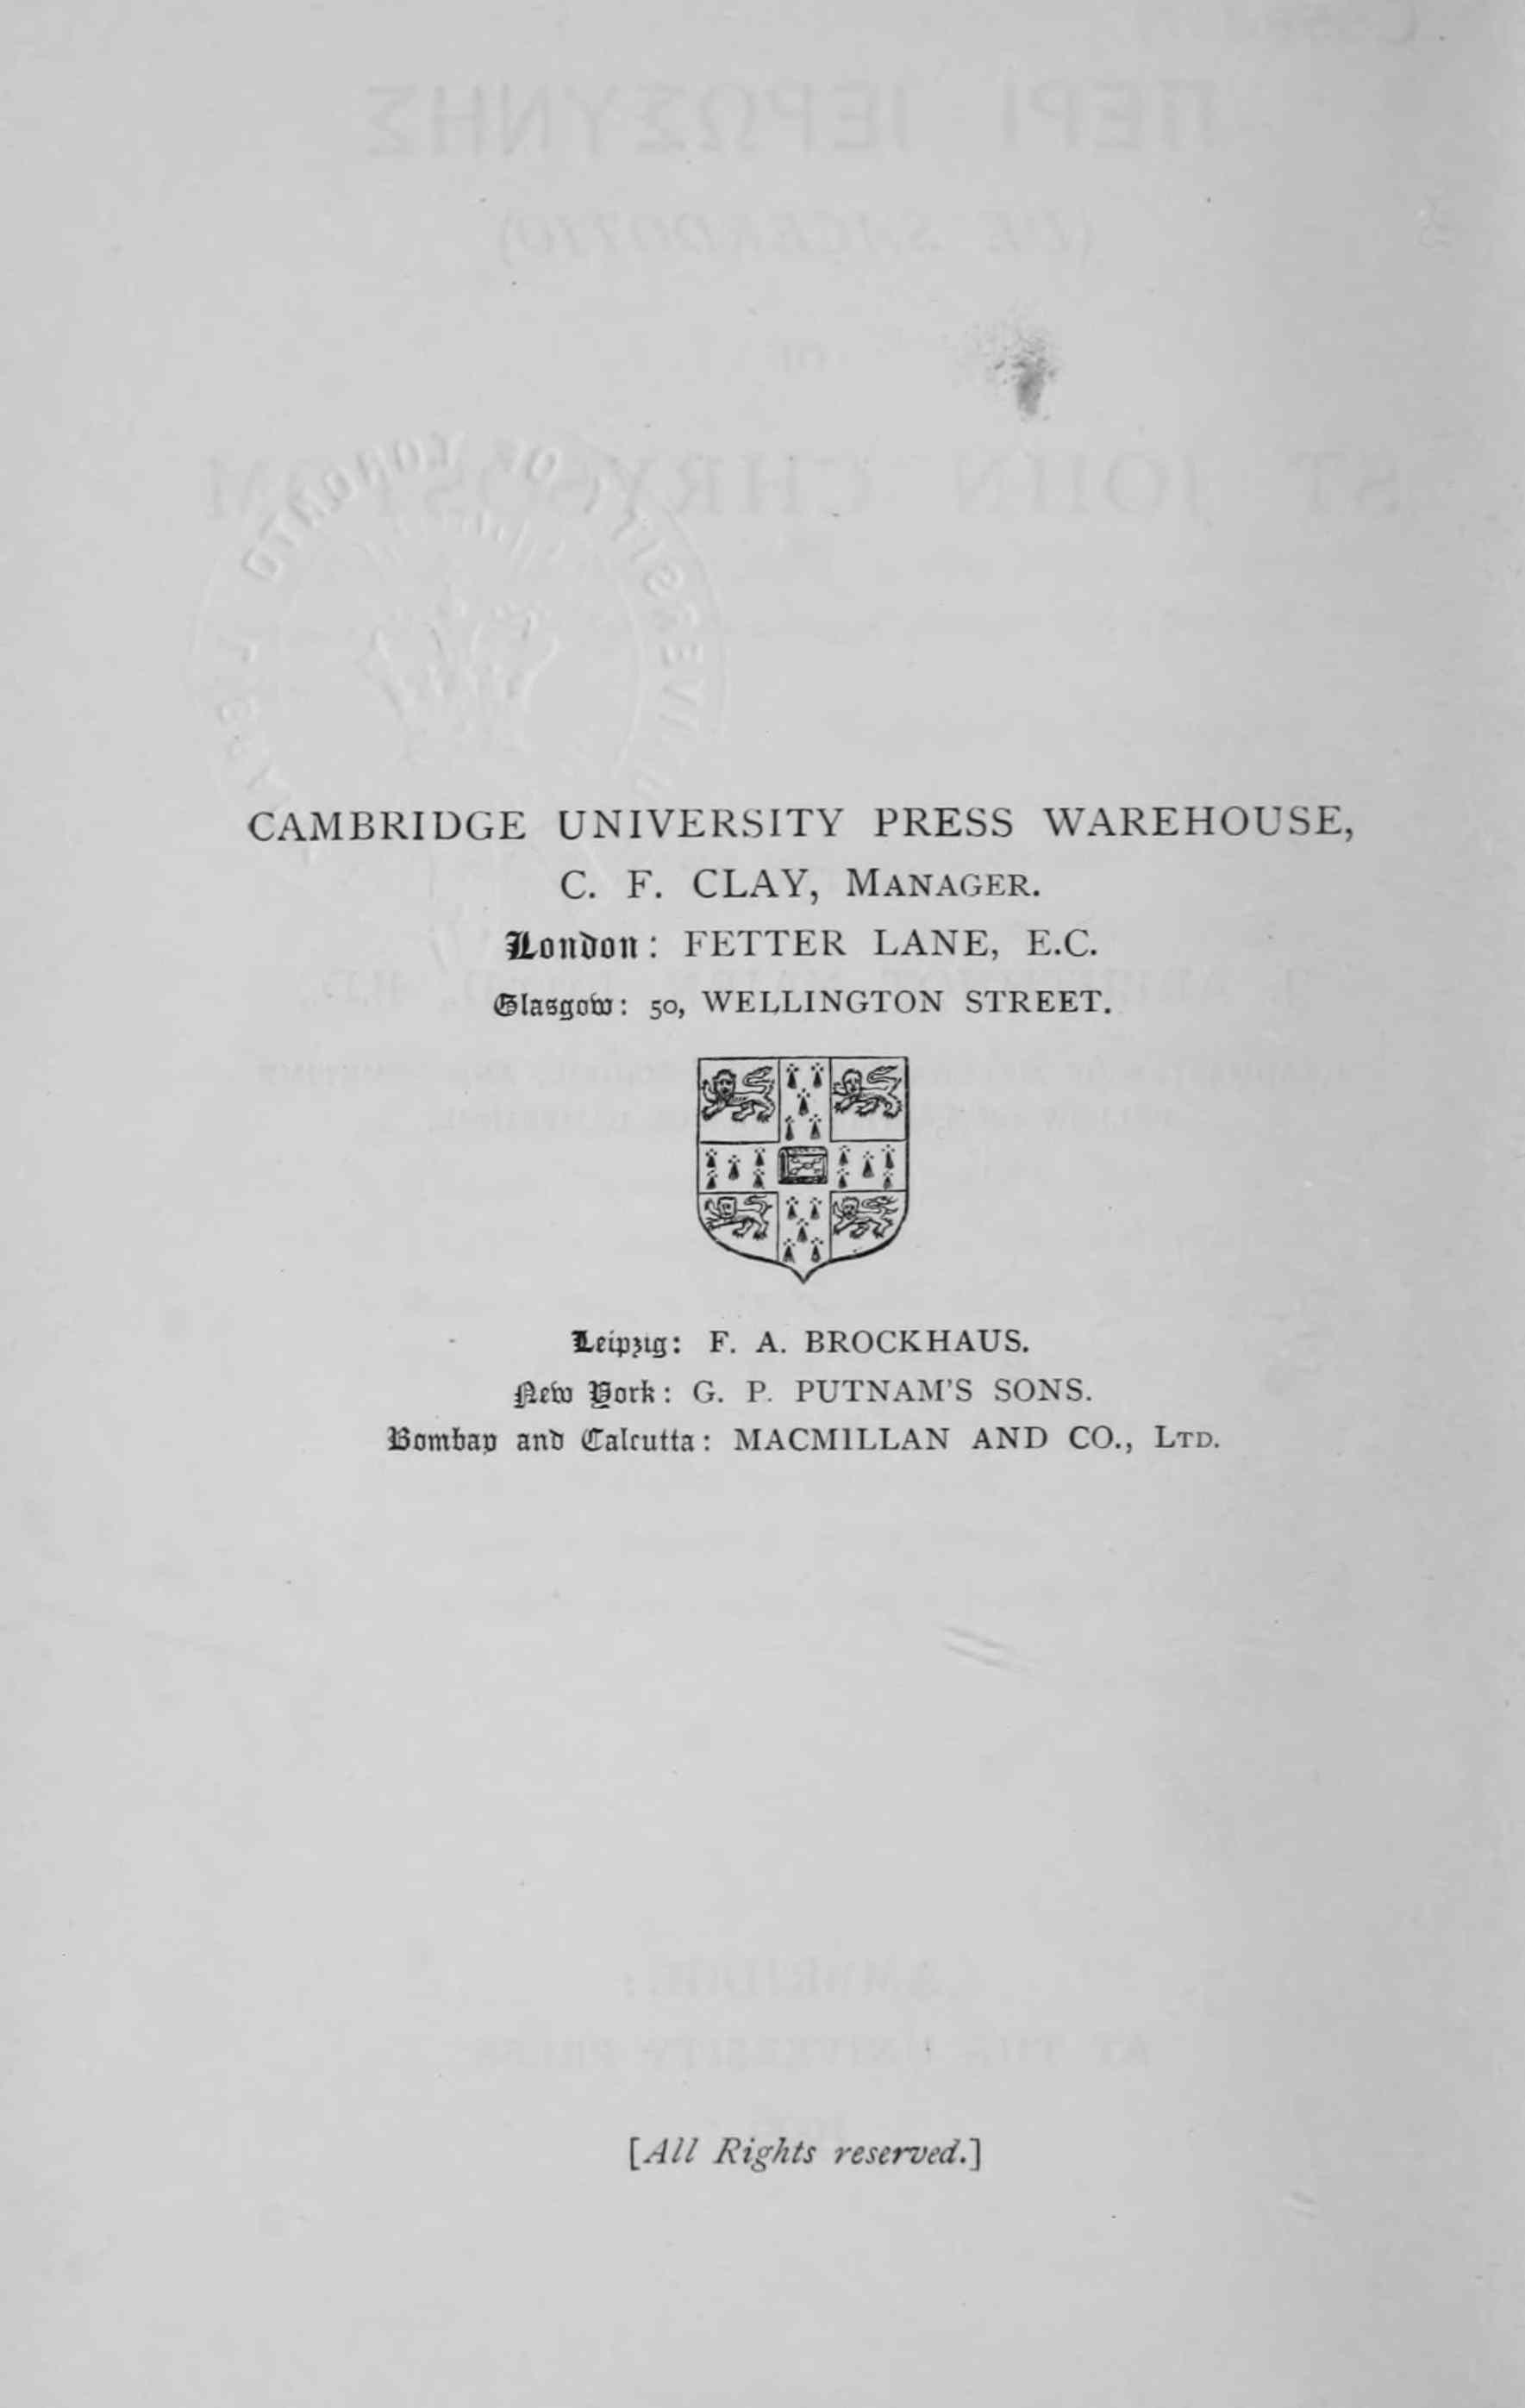 CAMBRIDGE UNIVERSITY PRESS WAREHOUSE,
C. F. CLAY, MANAGER.
London: FETTER LANE, E.C.
Glasgow: 50, WELLINGTON STREET.
Leipzig: F. A. BROCKHAUS.
New York: G. P. PUTNAM'S SONS.
Bombay and Calcutta: MACMILLAN AND CO., LTD.
[All Rights reserved.]